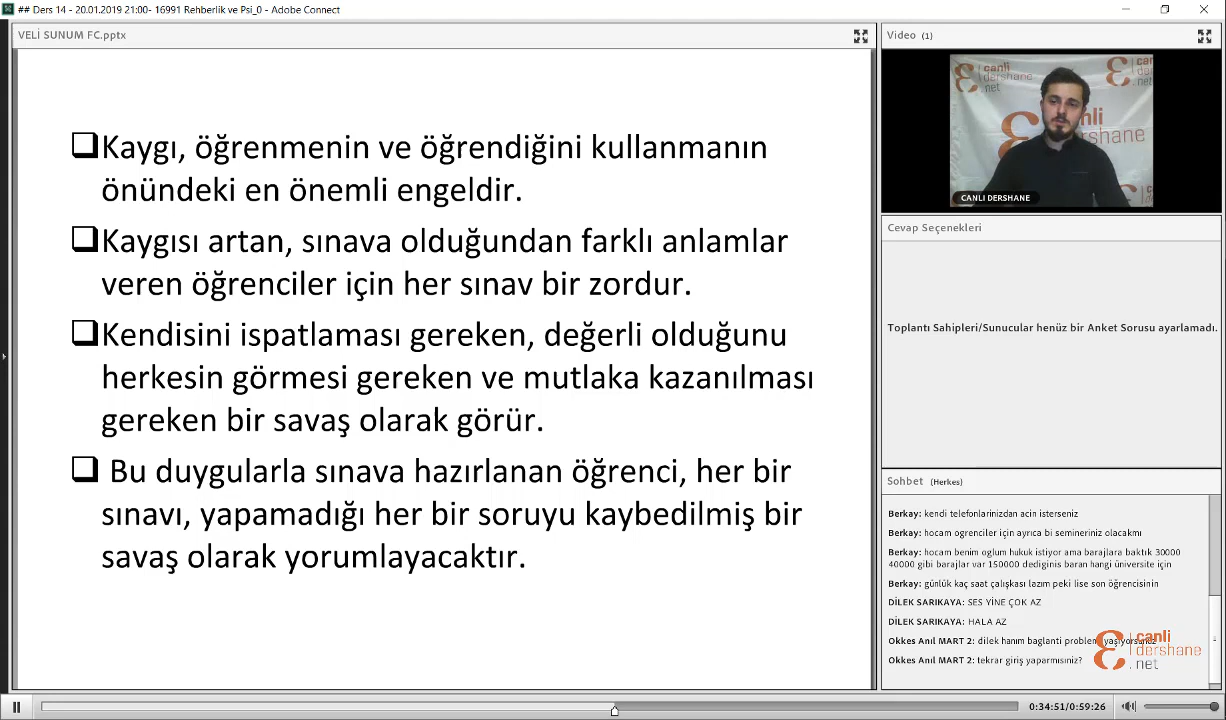 ## Ders 14 - 20.01.2019 21:00- 16991 Rehberlik ve Psi_0 - Adobe Connect
VELİ SUNUM FC.pptx
Kaygı, öğrenmenin ve öğrendiğini kullanmanın
önündeki en önemli engeldir.
Kaygısı artan, sınava olduğundan farklı anlamlar
veren öğrenciler için her sınav bir zordur.
Kendisini ispatlaması gereken, değerli olduğunu
herkesin görmesi gereken ve mutlaka kazanılması
gereken bir savaş olarak görür.
Bu duygularla sınava hazırlanan öğrenci, her bir
sınavı, yapamadığı her bir soruyu kaybedilmiş bir
savaş olarak yorumlayacaktır.
Video (1)
canli
dershane
.net
CANLI DERSHANE
Cevap Seçenekleri
Toplantı Sahipleri/Sunucular henüz bir Anket Sorusu ayarlamadı.
Sohbet (Herkes)
Berkay: kendi telefonlarinizdan acin isterseniz
Berkay: hocam ogrenciler için ayrıca bi semineriniz olacakmı
Berkay: hocam benim oglum hukuk istiyor ama barajlara baktık 30000
40000 gibi barajlar var 150000 dediginis baran hangi üniversite için
Berkay: günlük kaç saat çalışkası lazım peki lise son öğrencisinin
DİLEK SARIKAYA: SES YİNE ÇOK AZ
DİLEK SARIKAYA: HALA AZ
Okkes Anıl MART 2: dilek hanım baglanti problemi yaşıyorsunuz
Okkes Anıl MART 2: tekrar giriş yaparmısınız?
canli
dershane
.net
0:34:51/0:59:26